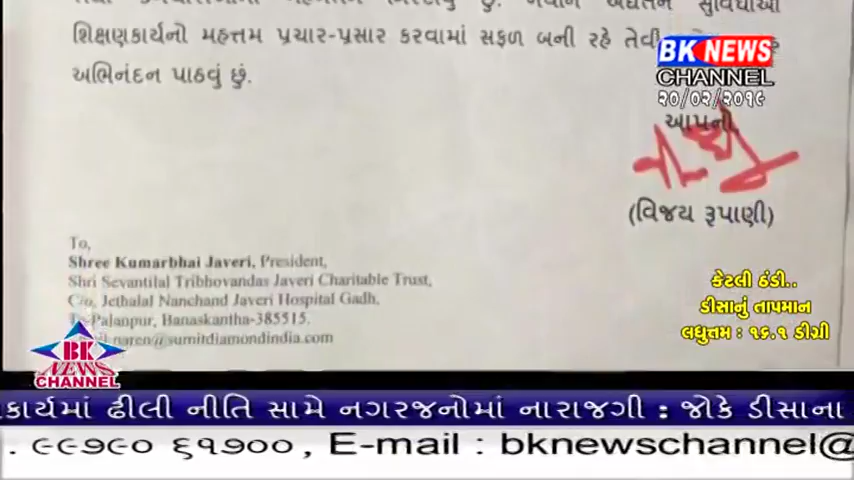 શિક્ષણકાર્યનો મહત્તમ પ્રચાર-પ્રસાર કરવામાં સફળ બની રહે તેવી
અભિનંદન પાઠવું છું.
BK NEWS
CHANNEL
૨૦/૦૨/૨૦૧૯
આપનો,
(વિજય રૂપાણી)
To,
Shree Kumarbhai Javeri, President,
Shri Sevantilal Tribhovandas Javeri Charitable Trust,
C/o, Jethalal Nanchand Javeri Hospital Gadh,
Ta-Palanpur, Banaskantha-385515.
naren@sumitdiamondindia.com
કેટલી ઠંડી..
ડીસાનું તાપમાન
લઘુત્તમ : ૧૬.૧ ડીગ્રી
BK
NEWS
CHANNEL
કાર્યમાં ઢીલી નીતિ સામે નગરજનોમાં નારાજગી : જોકે ડીસાના
. ૯૯૭૯૦ ૬૧૭૦૦, E-mail : bknewschannel@